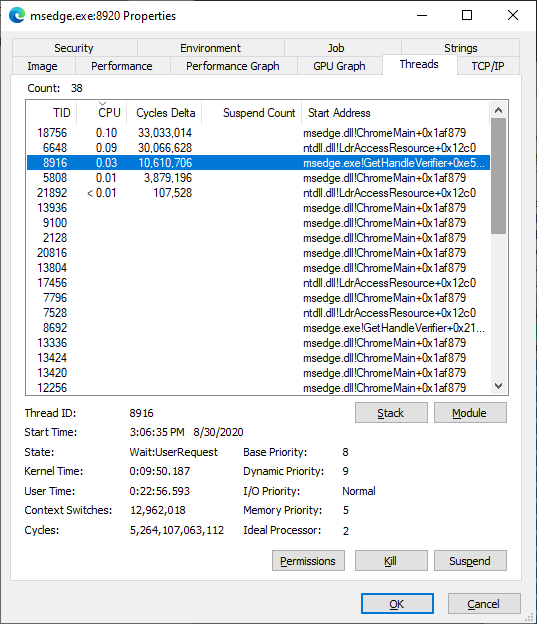 msedge.exe:8920 Properties
Security Environment Job Strings
Image Performance Performance Graph GPU Graph Threads TCP/IP
Count: 38
TID CPU Cycles Delta Suspend Count Start Address
18756 0.10 33,033,014 msedge.dll!ChromeMain+0x1af879
6648 0.09 30,066,628 ntdll.dll!LdrAccessResource+0x12c0
8916 0.03 10,610,706 msedge.exe!GetHandleVerifier+0xe5...
5808 0.01 3,879,196 msedge.dll!ChromeMain+0x1af879
21892 < 0.01 107,528 ntdll.dll!LdrAccessResource+0x12c0
13936 msedge.dll!ChromeMain+0x1af879
9100 msedge.dll!ChromeMain+0x1af879
2128 msedge.dll!ChromeMain+0x1af879
20816 msedge.dll!ChromeMain+0x1af879
13804 msedge.dll!ChromeMain+0x1af879
17456 ntdll.dll!LdrAccessResource+0x12c0
7796 msedge.dll!ChromeMain+0x1af879
7528 ntdll.dll!LdrAccessResource+0x12c0
8692 msedge.exe!GetHandleVerifier+0x21...
13336 msedge.dll!ChromeMain+0x1af879
13424 msedge.dll!ChromeMain+0x1af879
13420 msedge.dll!ChromeMain+0x1af879
12256 msedge.dll!ChromeMain+0x1af879
Thread ID: 8916 Stack Module
Start Time: 3:06:35 PM 8/30/2020
State: Wait:UserRequest Base Priority: 8
Kernel Time: 0:09:50.187 Dynamic Priority: 9
User Time: 0:22:56.593 I/O Priority: Normal
Context Switches: 12,962,018 Memory Priority: 5
Cycles: 5,264,107,063,112 Ideal Processor: 2
Permissions Kill Suspend
OK Cancel